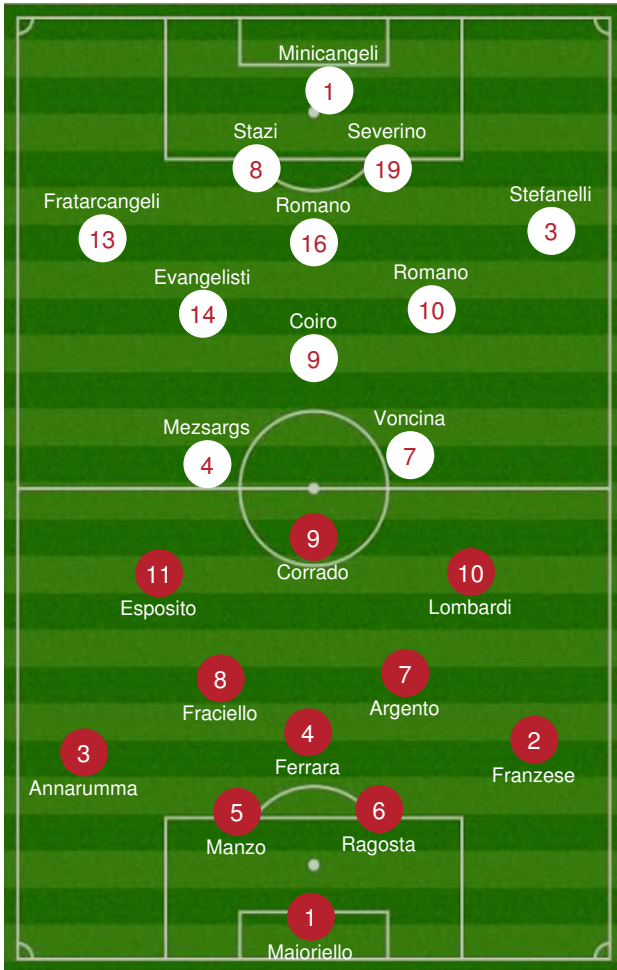 Minicangeli
1
Stazi
8
Severino
19
Fratarcangeli
13
Romano
16
Stefanelli
3
Evangelisti
14
Romano
10
Coiro
9
Mezsargs
4
Voncina
7
9
Corrado
11
Esposito
10
Lombardi
8
Fraciello
7
Argento
4
Ferrara
3
Annarumma
2
Franzese
5
Manzo
6
Ragosta
1
Maioriello